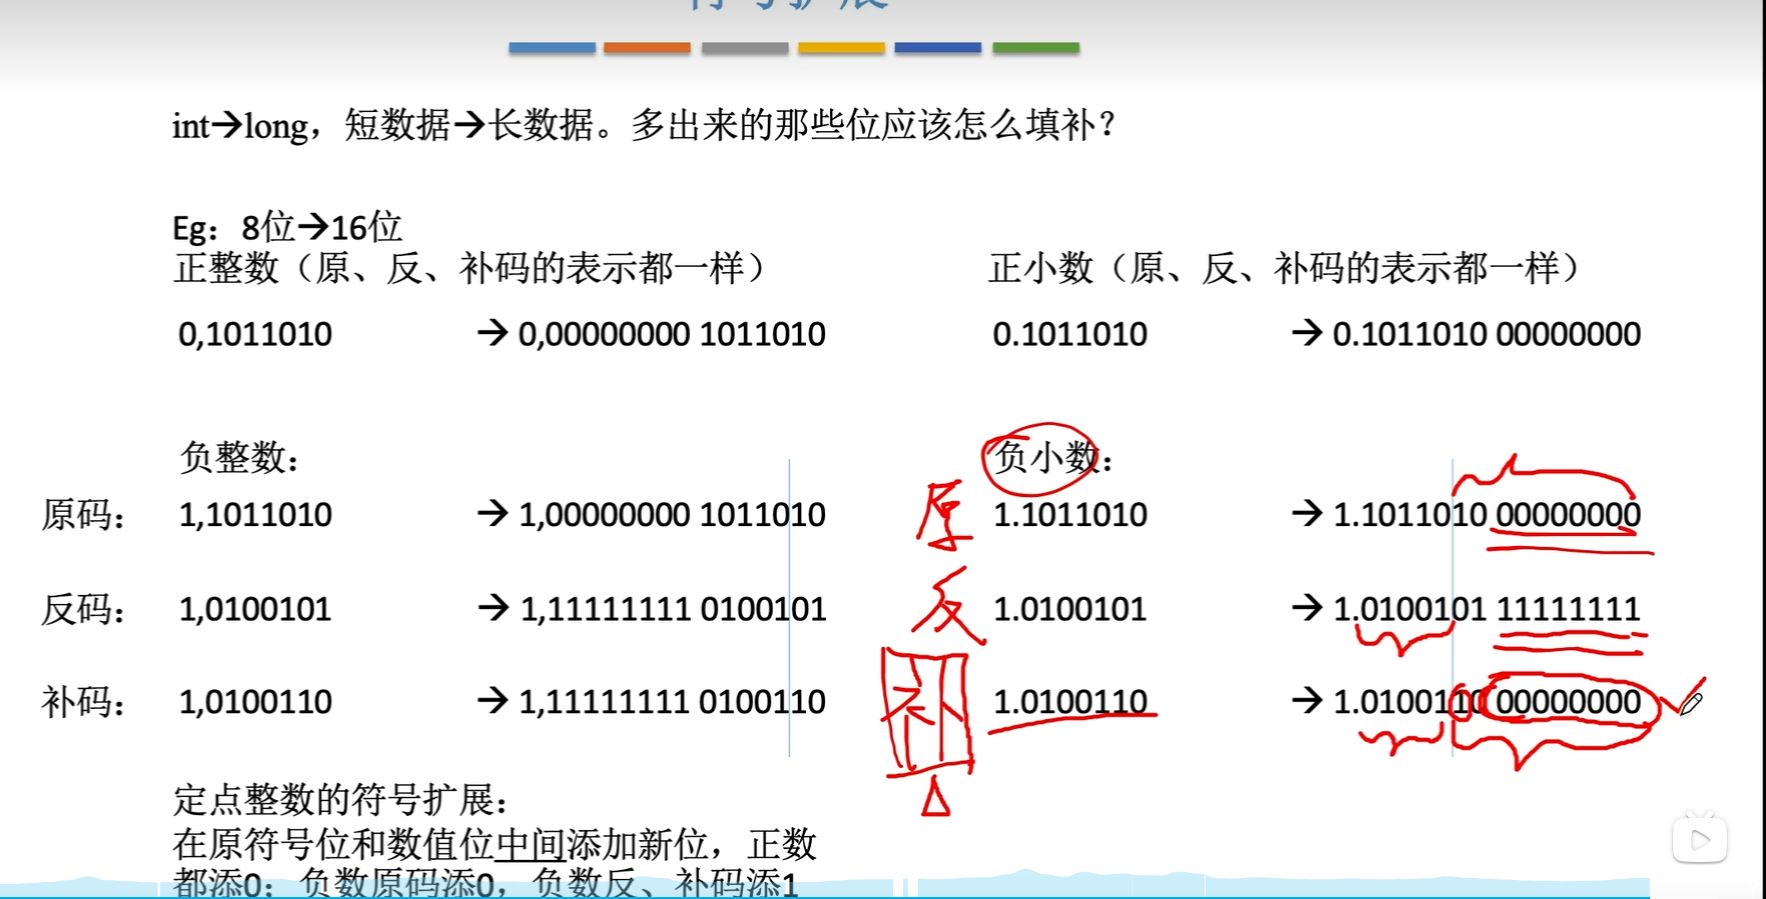 符号扩展
int→long，短数据→长数据。多出来的那些位应该怎么填补？
Eg：8位→16位
正整数（原、反、补码的表示都一样）
0,1011010 → 0,00000000 1011010
正小数（原、反、补码的表示都一样）
0.1011010 → 0.1011010 00000000
负整数：
原码： 1,1011010 → 1,00000000 1011010
反码： 1,0100101 → 1,11111111 0100101
补码： 1,0100110 → 1,11111111 0100110
负小数：
原 1.1011010 → 1.1011010 00000000
反 1.0100101 → 1.0100101 11111111
补 1.0100110 → 1.0100110 00000000
定点整数的符号扩展：
在原符号位和数值位中间添加新位，正数
都添0；负数原码添0，负数反、补码添1